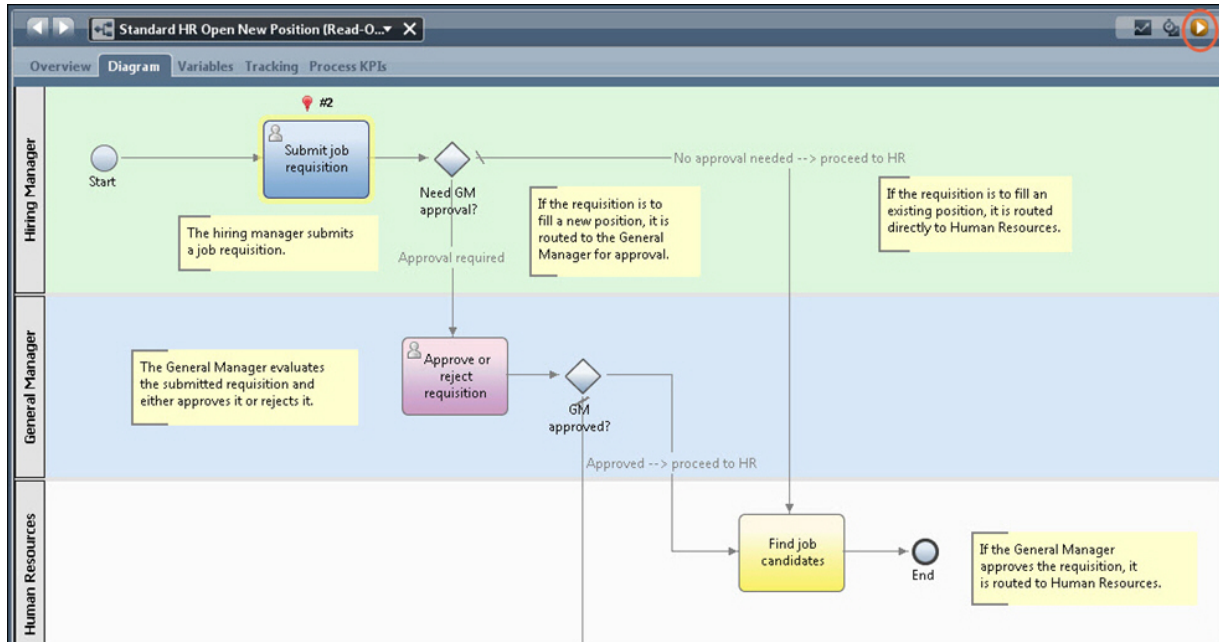 Standard HR Open New Position (Read-O...
Overview
Diagram
Variables
Tracking
Process KPIs
Hiring Manager
#2
Start
Submit job
requisition
Need GM
approval?
No approval needed --> proceed to HR
The hiring manager submits
a job requisition.
If the requisition is to
fill a new position, it is
routed to the General
Manager for approval.
If the requisition is to fill an
existing position, it is routed
directly to Human Resources.
Approval required
General Manager
The General Manager evaluates
the submitted requisition and
either approves it or rejects it.
Approve or
reject
requisition
GM
approved?
Approved --> proceed to HR
Human Resources
Find job
candidates
End
If the General Manager
approves the requisition, it
is routed to Human Resources.